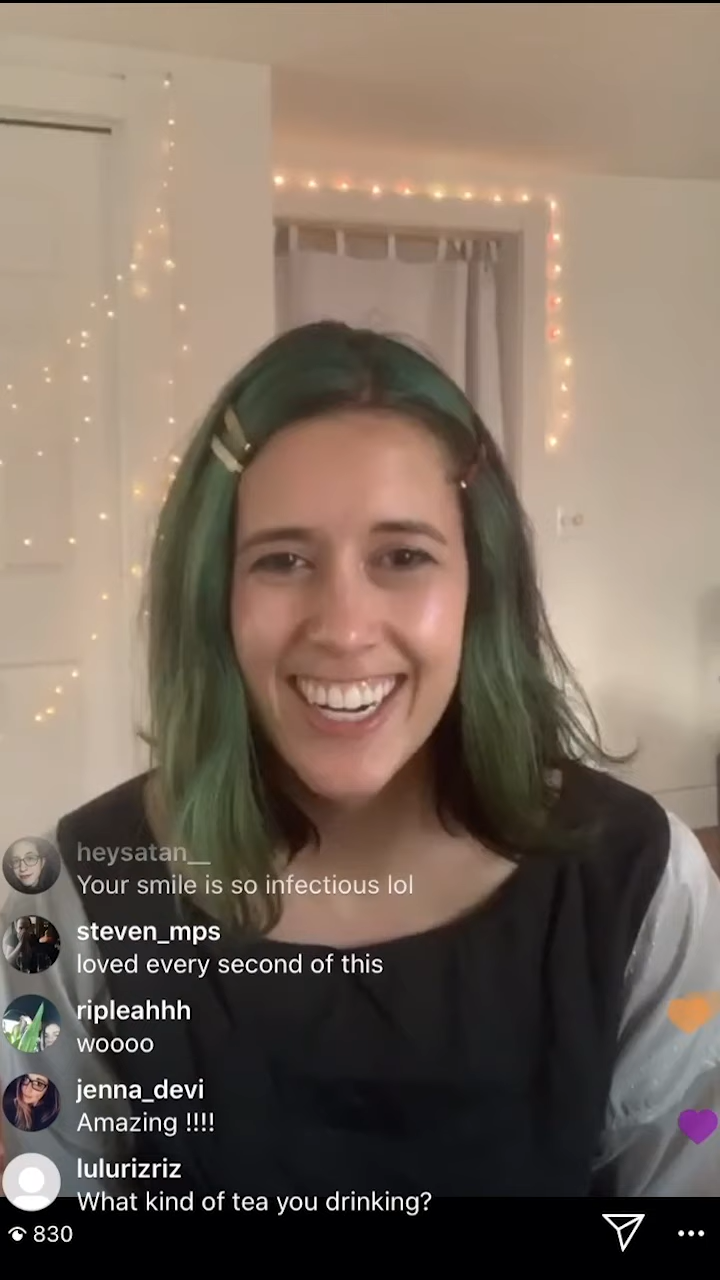 heysatan__
Your smile is so infectious lol
steven_mps
loved every second of this
ripleahhh
woooo
jenna_devi
Amazing !!!!
lulurizriz
What kind of tea you drinking?
830